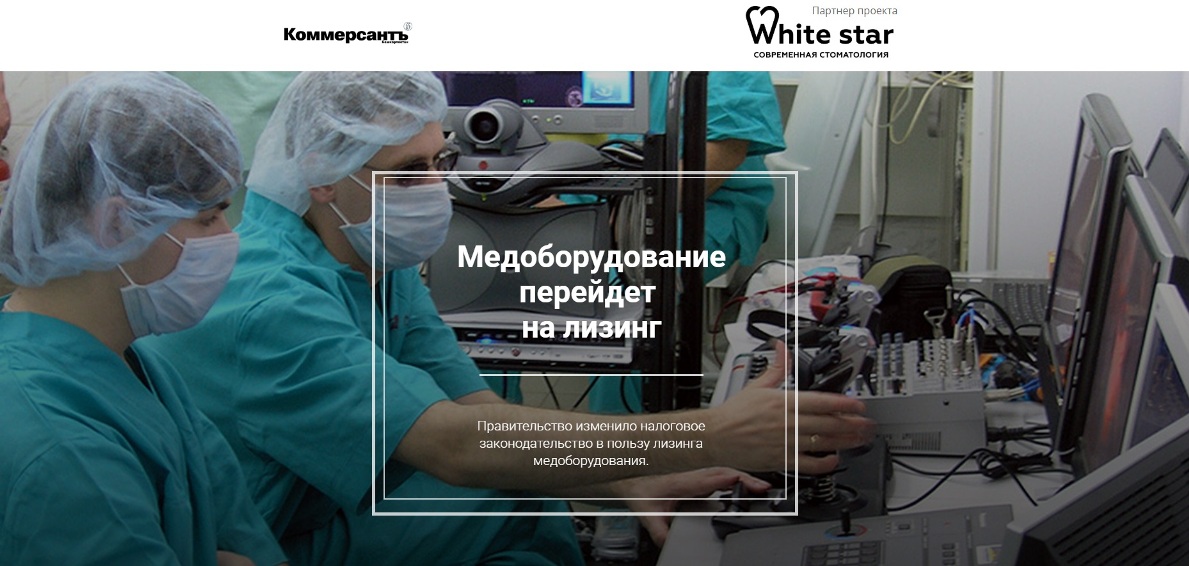 Коммерсантъ
Партнер проекта
White star
СОВРЕМЕННАЯ СТОМАТОЛОГИЯ
Медоборудование
перейдет
на лизинг
Правительство изменило налоговое
законодательство в пользу лизинга
медоборудования.